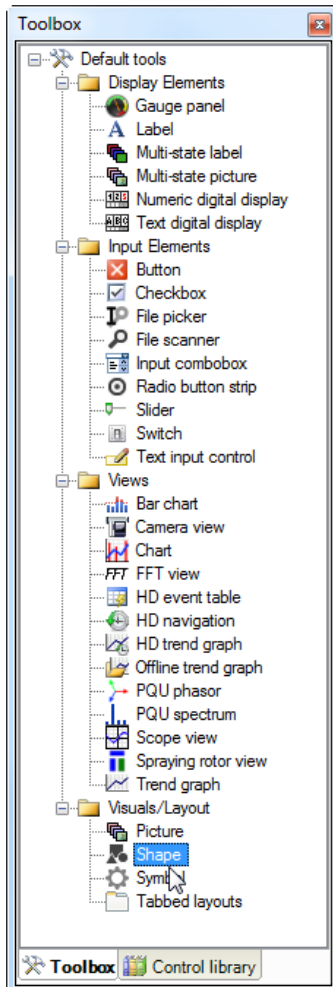 Toolbox
Default tools
Display Elements
Gauge panel
A Label
Multi-state label
Multi-state picture
Numeric digital display
Text digital display
Input Elements
Button
Checkbox
File picker
File scanner
Input combobox
Radio button strip
Slider
Switch
Text input control
Views
Bar chart
Camera view
Chart
FFT FFT view
HD event table
HD navigation
HD trend graph
Offline trend graph
PQU phasor
PQU spectrum
Scope view
Spraying rotor view
Trend graph
Visuals/Layout
Picture
Shape
Symbol
Tabbed layouts
Toolbox Control library